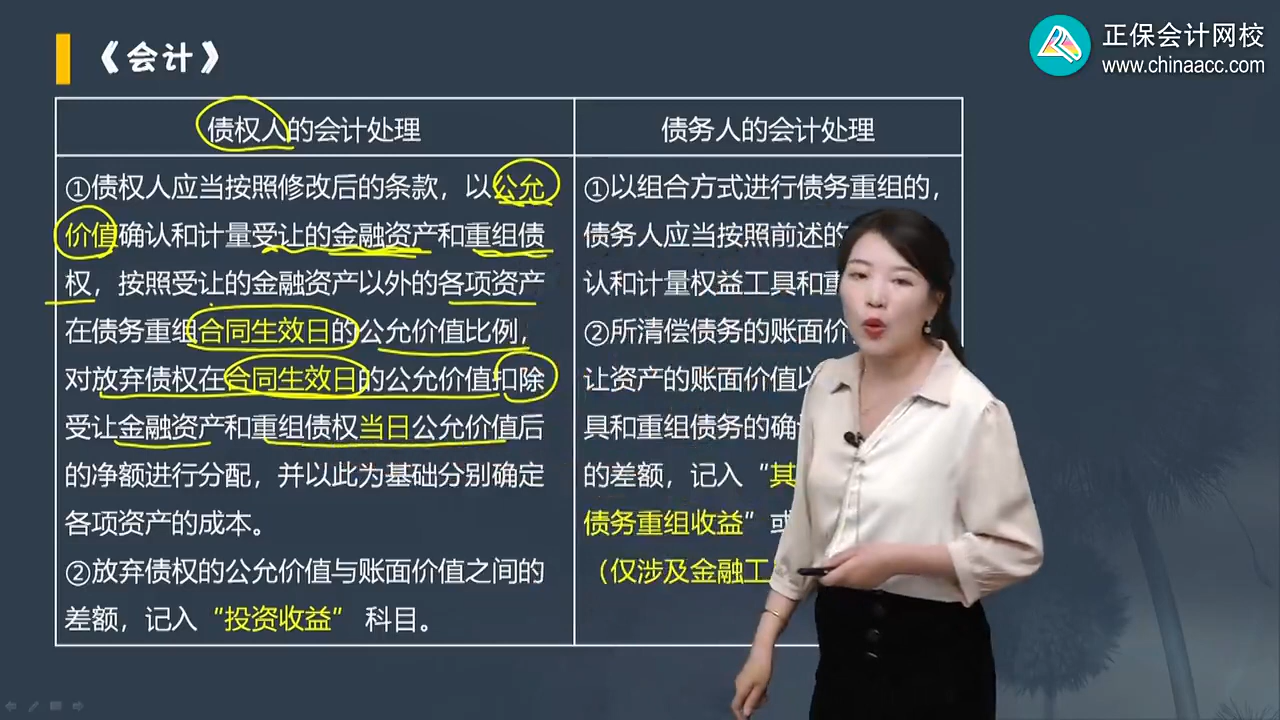 《会计》
正保会计网校
www.chinaacc.com
债权人的会计处理
①债权人应当按照修改后的条款，以公允
价值确认和计量受让的金融资产和重组债
权，按照受让的金融资产以外的各项资产
在债务重组合同生效日的公允价值比例，
对放弃债权在合同生效日的公允价值扣除
受让金融资产和重组债权当日公允价值后
的净额进行分配，并以此为基础分别确定
各项资产的成本。
②放弃债权的公允价值与账面价值之间的
差额，记入“投资收益” 科目。
债务人的会计处理
①以组合方式进行债务重组的，
债务人应当按照前述的
认和计量权益工具和重
②所清偿债务的账面价
让资产的账面价值以
具和重组债务的确
的差额，记入“其
债务重组收益”或
（仅涉及金融工